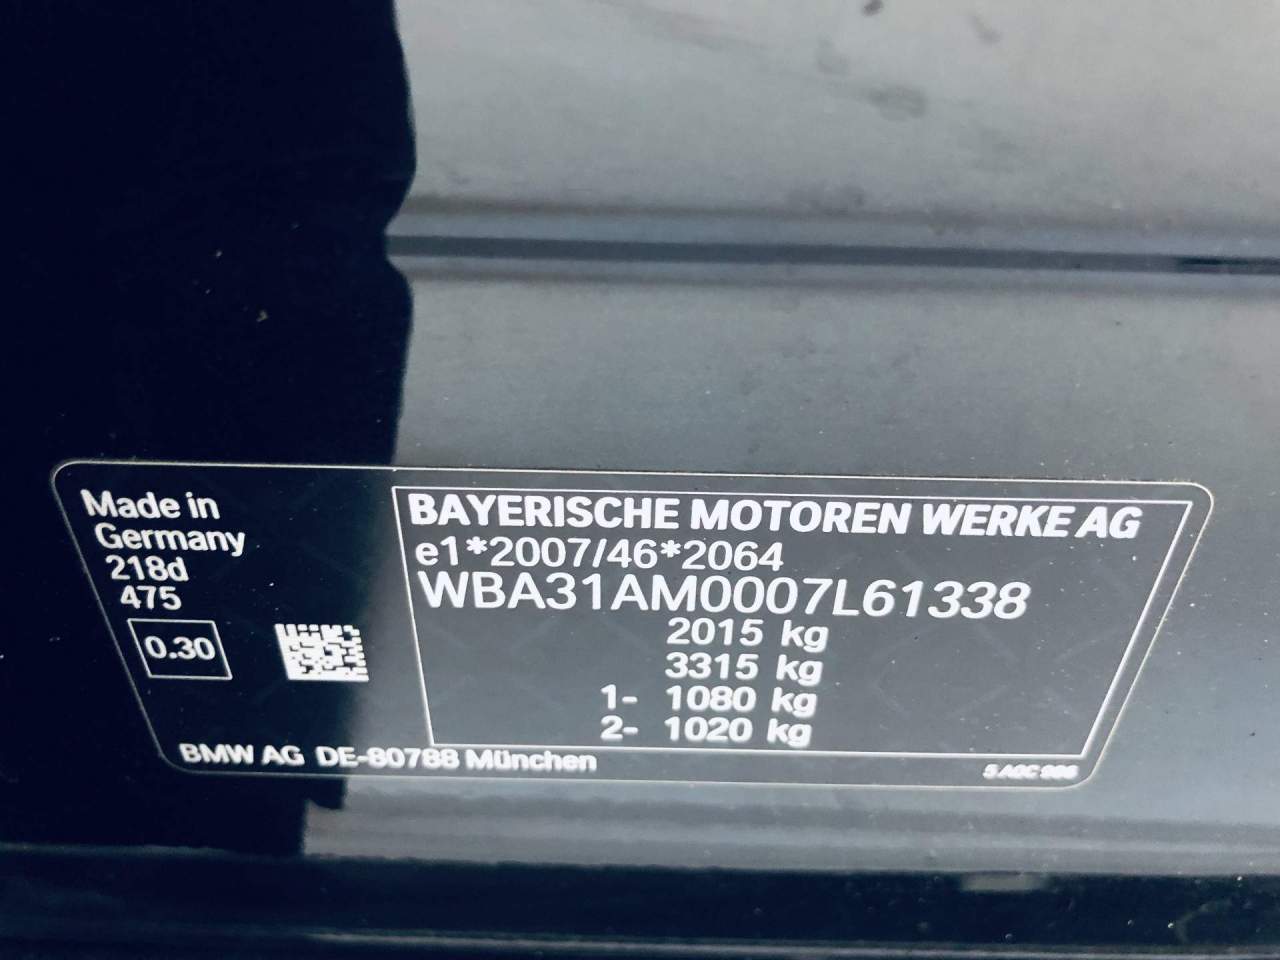 Made in
Germany
218d
475
0.30
BAYERISCHE MOTOREN WERKE AG
e1*2007/46*2064
WBA31AM0007L61338
2015 kg
3315 kg
1- 1080 kg
2- 1020 kg
BMW AG DE-80788 München